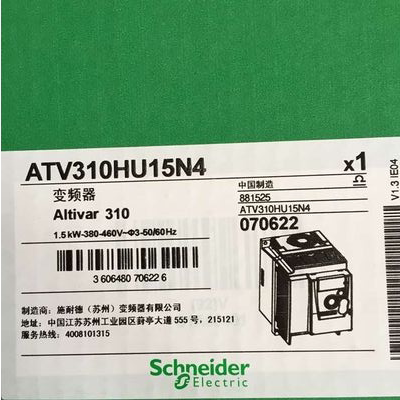 ATV310HU15N4
x1
变频器
Altivar 310
1.5 kW-380-460V~Φ3-50/60Hz
中国制造
881525
ATV310HU15N4
070622
V1.3 IE04
3 606480 706226
制造商：施耐德（苏州）变频器有限公司
地址：中国江苏苏州工业园区葑亭大道 555 号，215121
服务热线：4008101315
Schneider
Electric